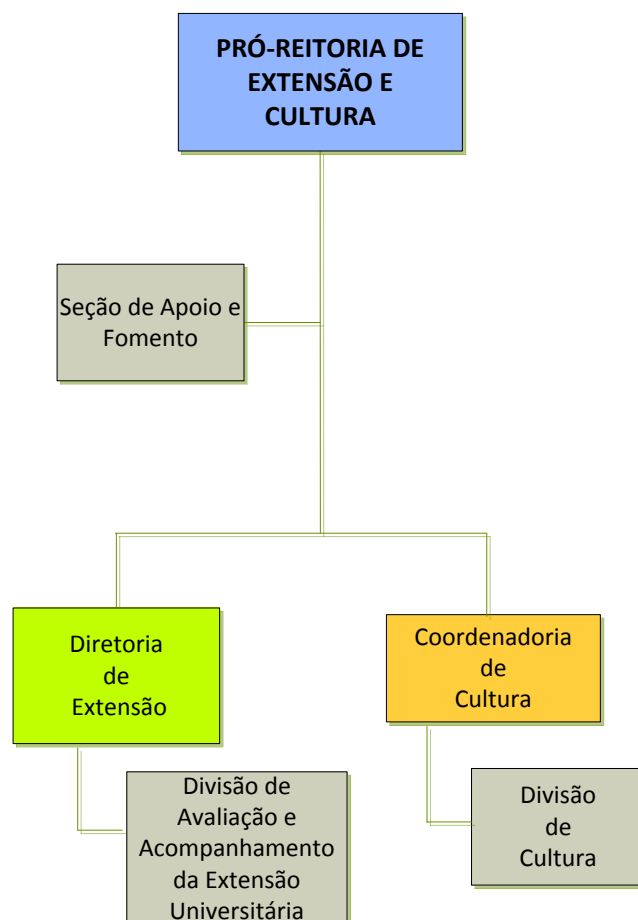 PRÓ-REITORIA DE
EXTENSÃO E
CULTURA
Seção de Apoio e
Fomento
Diretoria
de
Extensão
Coordenadoria
de
Cultura
Divisão de
Avaliação e
Acompanhamento
da Extensão
Universitária
Divisão
de
Cultura